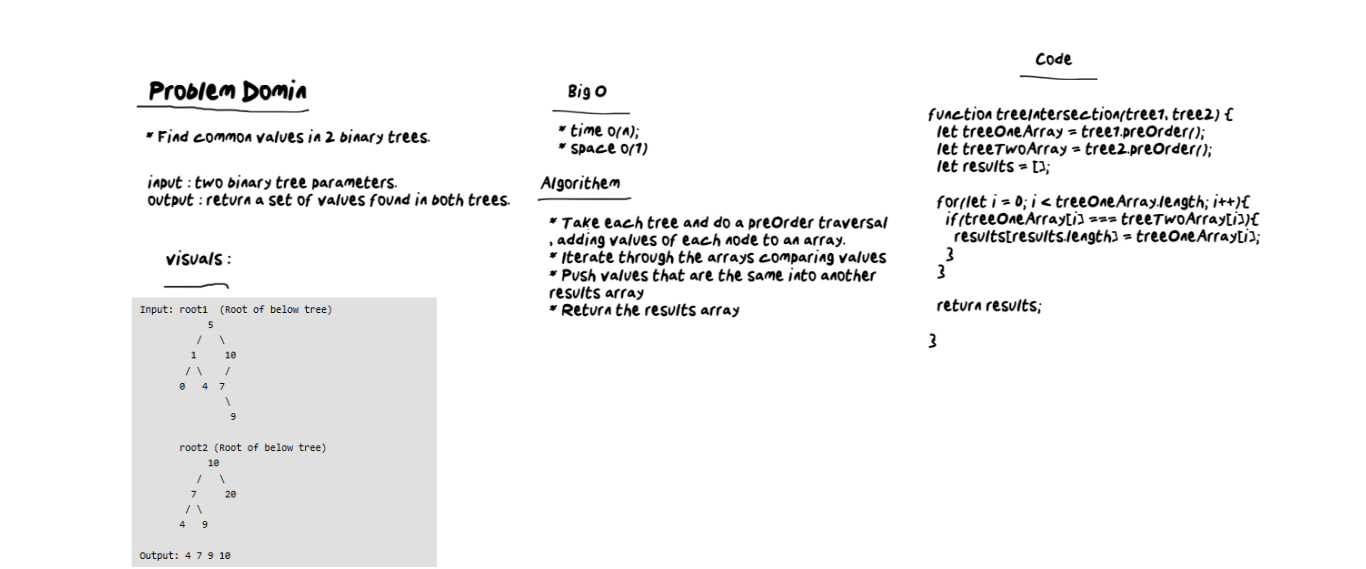 Problem Domin
* Find common values in 2 binary trees.
input : two binary tree parameters.
output : return a set of values found in both trees.
visuals :
Input: root1  (Root of below tree)
5
/ \
1 10
/ \ /
0 4 7
\
9
root2 (Root of below tree)
10
/ \
7 20
/ \
4 9
Output: 4 7 9 10
Big O
* time O(n);
* space O(1)
Algorithem
* Take each tree and do a preOrder traversal
, adding values of each node to an array.
* Iterate through the arrays comparing values
* Push values that are the same into another
results array
* Return the results array
Code
function treeIntersection(tree1, tree2) {
let treeOneArray = tree1.preOrder();
let treeTwoArray = tree2.preOrder();
let results = [];
for(let i = 0; i < treeOneArray.length; i++){
if(treeOneArray[i] === treeTwoArray[i]){
results[results.length] = treeOneArray[i];
}
}
return results;
}